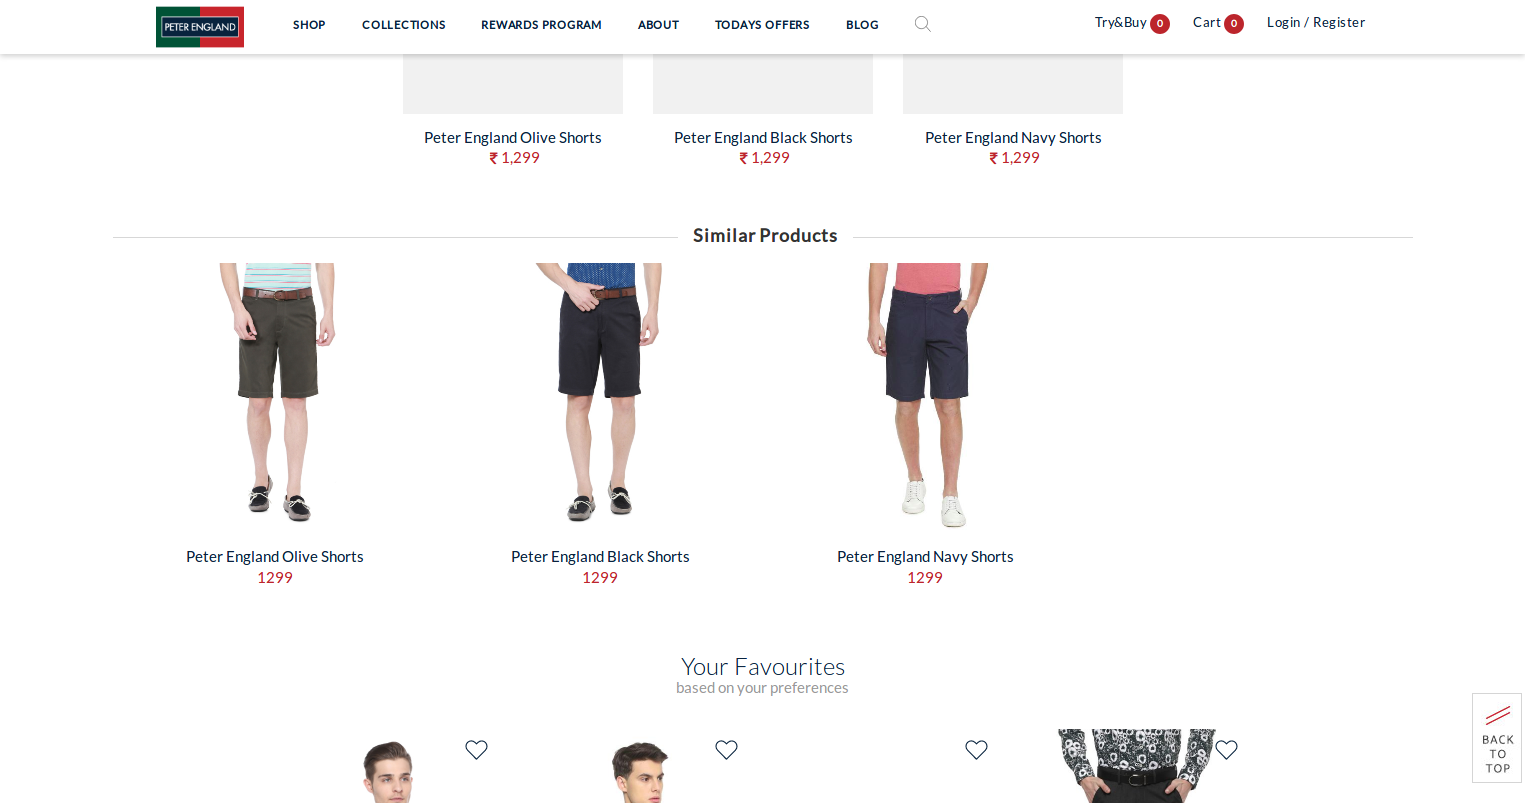 PETER ENGLAND
SHOP
COLLECTIONS
REWARDS PROGRAM
ABOUT
TODAYS OFFERS
BLOG
Try&Buy 0
Cart 0
Login / Register
Peter England Olive Shorts
₹ 1,299
Peter England Black Shorts
₹ 1,299
Peter England Navy Shorts
₹ 1,299
Similar Products
Peter England Olive Shorts
1299
Peter England Black Shorts
1299
Peter England Navy Shorts
1299
Your Favourites
based on your preferences
BACK
TO
TOP